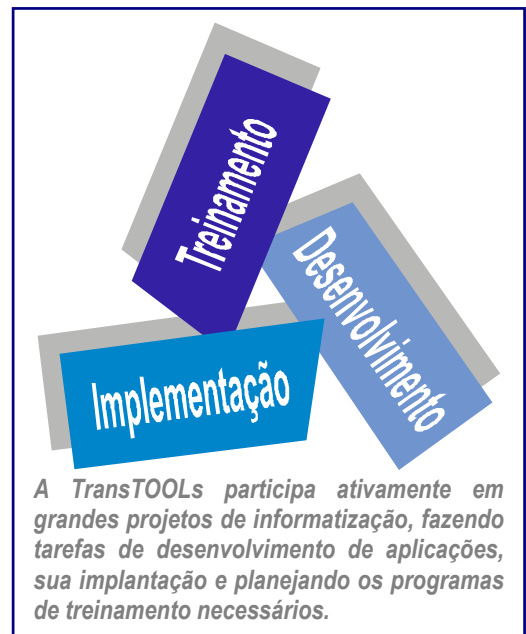 Treinamento
Desenvolvimento
Implementação
A TransTOOLs participa ativamente em
grandes projetos de informatização, fazendo
tarefas de desenvolvimento de aplicações,
sua implantação e planejando os programas
de treinamento necessários.